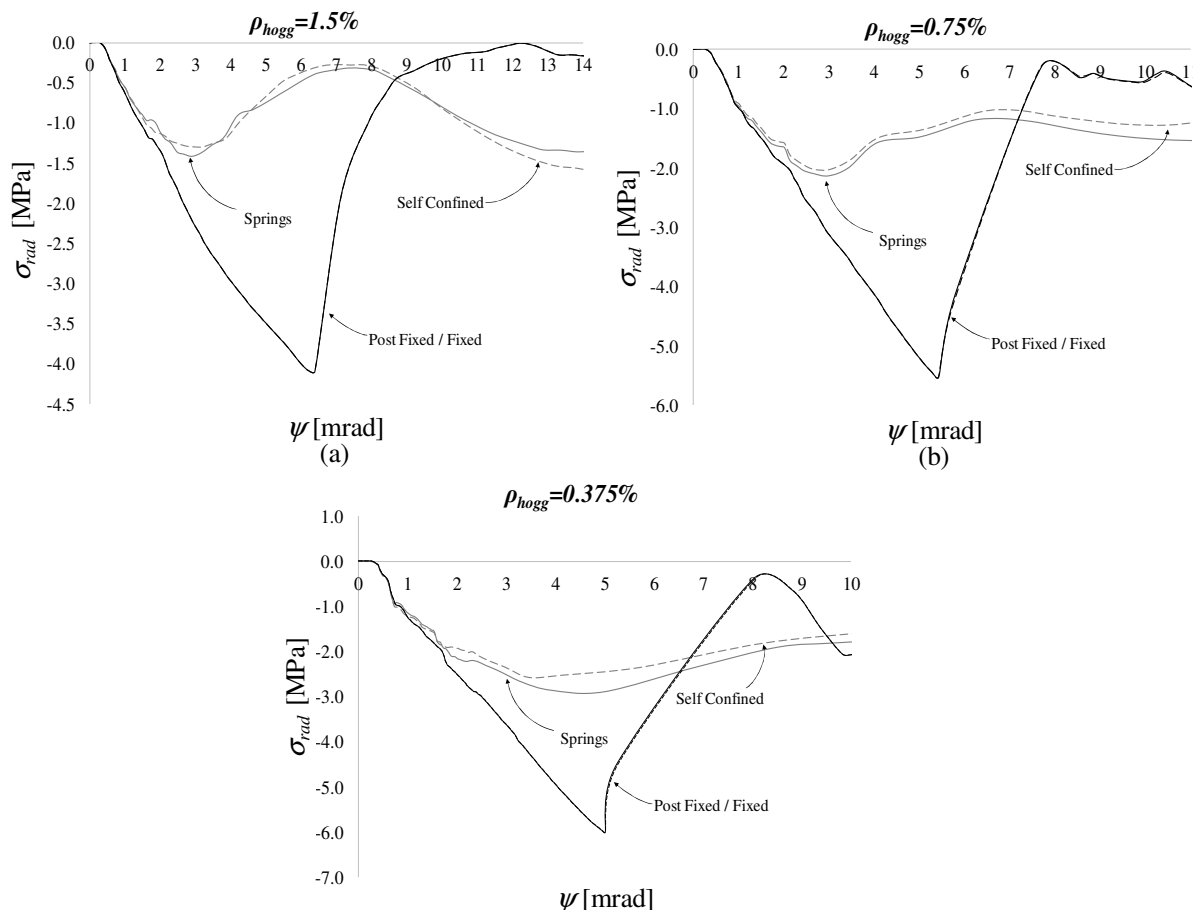 ρhogg=1.5%
0.0
-0.5
-1.0
-1.5
-2.0
-2.5
-3.0
-3.5
-4.0
-4.5
0 1 2 3 4 5 6 7 8 9 10 11 12 13 14
σrad [MPa]
Springs
Self Confined
Post Fixed / Fixed
ψ [mrad]
(a)
ρhogg=0.75%
0.0
-1.0
-2.0
-3.0
-4.0
-5.0
-6.0
0 1 2 3 4 5 6 7 8 9 10 11
σrad [MPa]
Self Confined
Springs
Post Fixed / Fixed
ψ [mrad]
(b)
ρhogg=0.375%
1.0
0.0
-1.0
-2.0
-3.0
-4.0
-5.0
-6.0
-7.0
0 1 2 3 4 5 6 7 8 9 10
σrad [MPa]
Self Confined
Springs
Post Fixed / Fixed
ψ [mrad]